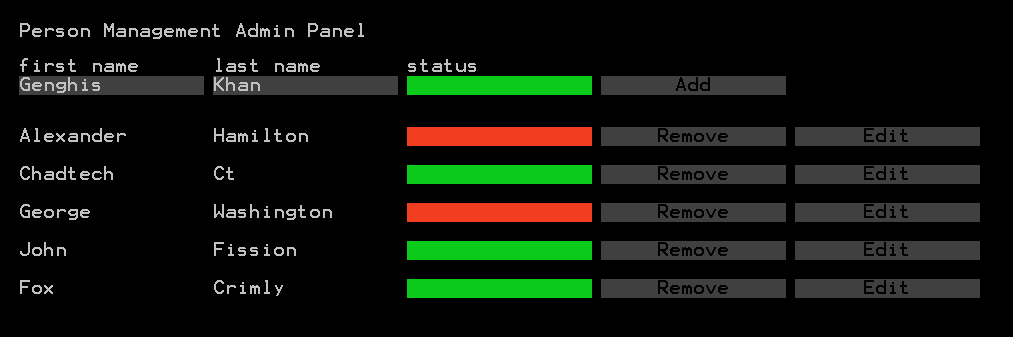 Person Management Admin Panel
first name last name status
Genghis Khan Add
Alexander Hamilton Remove Edit
Chadtech Ct Remove Edit
George Washington Remove Edit
John Fission Remove Edit
Fox Crimly Remove Edit